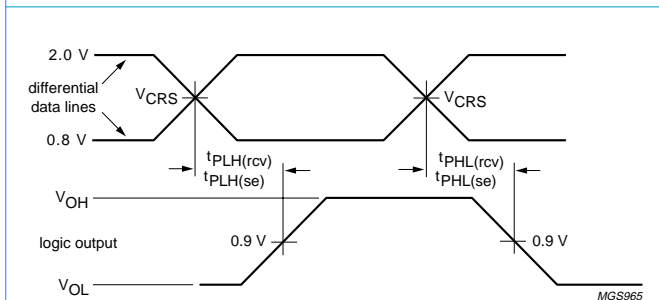 2.0 V
differential
data lines
VCRS
VCRS
0.8 V
tPLH(rcv)
tPLH(se)
tPHL(rcv)
tPHL(se)
VOH
logic output
0.9 V
0.9 V
VOL
MGS965